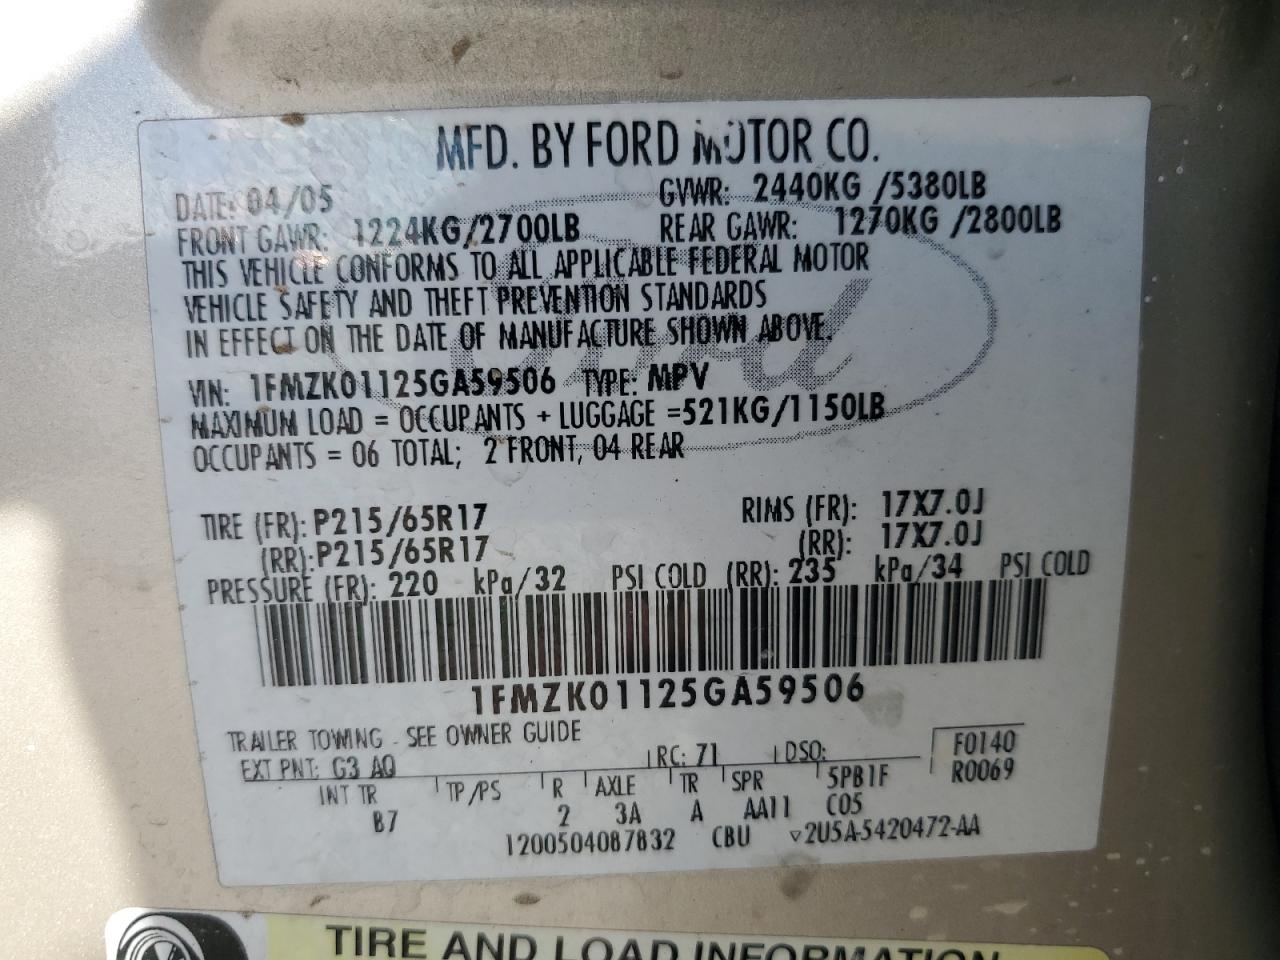 MFD. BY FORD MOTOR CO.
DATE: 04/05 GVWR: 2440KG /5380LB
FRONT GAWR: 1224KG/2700LB REAR GAWR: 1270KG /2800LB
THIS VEHICLE CONFORMS TO ALL APPLICABLE FEDERAL MOTOR
VEHICLE SAFETY AND THEFT PREVENTION STANDARDS
IN EFFECT ON THE DATE OF MANUFACTURE SHOWN ABOVE.
Ford
VIN: 1FMZK01125GA59506 TYPE: MPV
MAXIMUM LOAD = OCCUPANTS + LUGGAGE =521KG/1150LB
OCCUPANTS = 06 TOTAL; 2 FRONT, 04 REAR
TIRE (FR): P215/65R17 RIMS (FR): 17X7.0J
(RR): P215/65R17 (RR): 17X7.0J
PRESSURE (FR): 220 kPa/32 PSI COLD (RR): 235 kPa/34 PSI COLD
1FMZK01125GA59506
TRAILER TOWING - SEE OWNER GUIDE
EXT PNT: G3 AQ RC: 71 DSO: F0140
INT TR TP/PS R AXLE TR SPR 5PB1F R0069
B7 2 3A A AA11 C05
1200504087832 CBU ▽2U5A-5420472-AA
TIRE AND LOAD INFORMATION